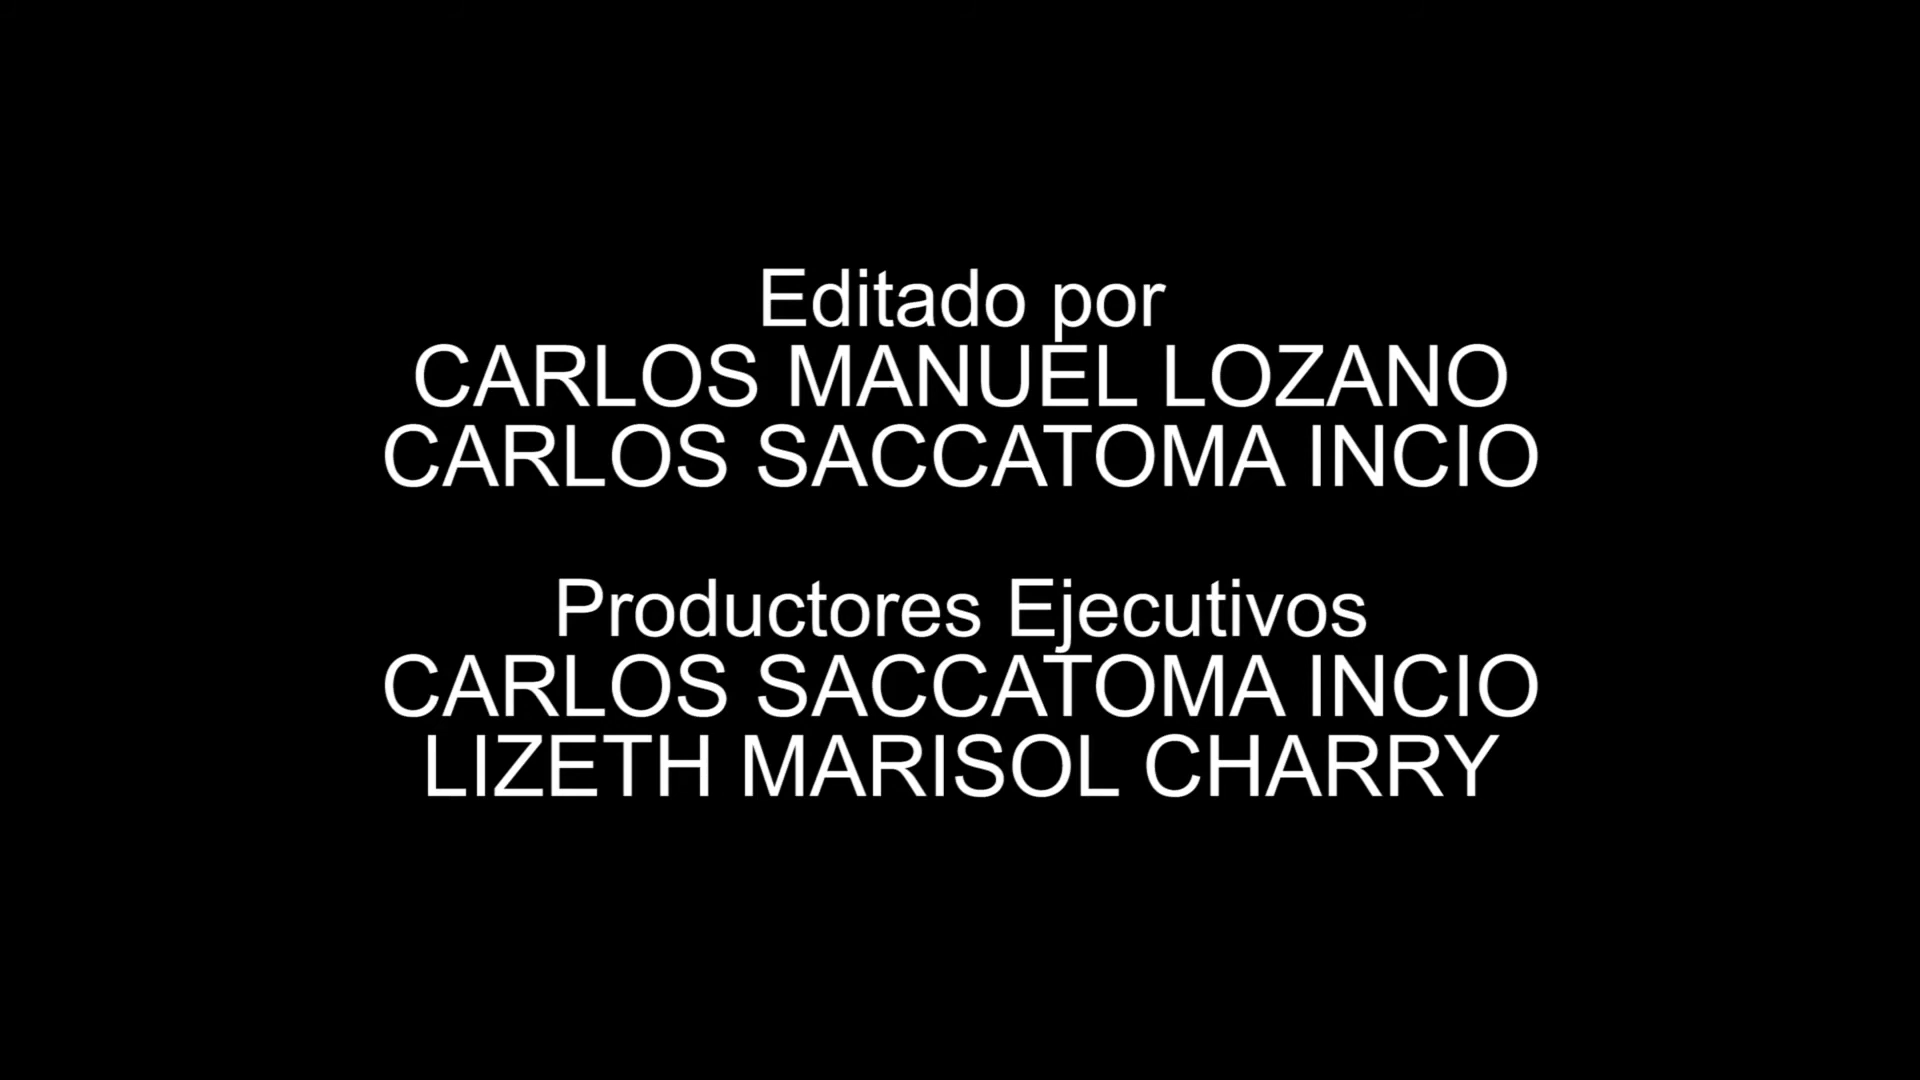 Editado por
CARLOS MANUEL LOZANO
CARLOS SACCATOMA INCIO
Productores Ejecutivos
CARLOS SACCATOMA INCIO
LIZETH MARISOL CHARRY